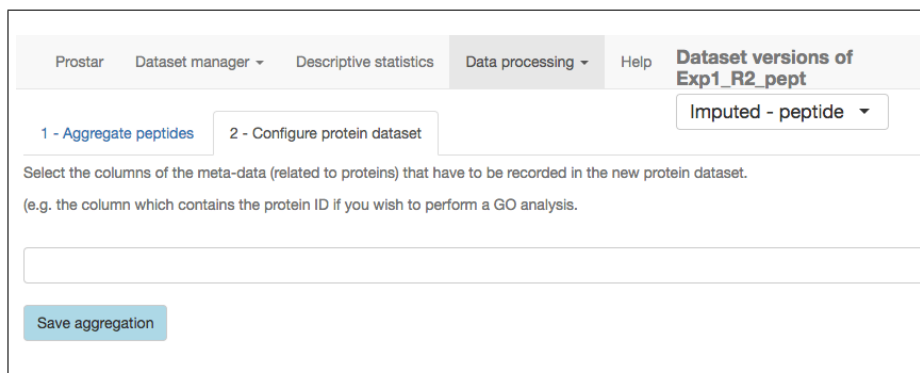 Prostar Dataset manager Descriptive statistics Data processing Help Dataset versions of
Exp1_R2_pept
Imputed - peptide
1 - Aggregate peptides 2 - Configure protein dataset
Select the columns of the meta-data (related to proteins) that have to be recorded in the new protein dataset.
(e.g. the column which contains the protein ID if you wish to perform a GO analysis.
Save aggregation